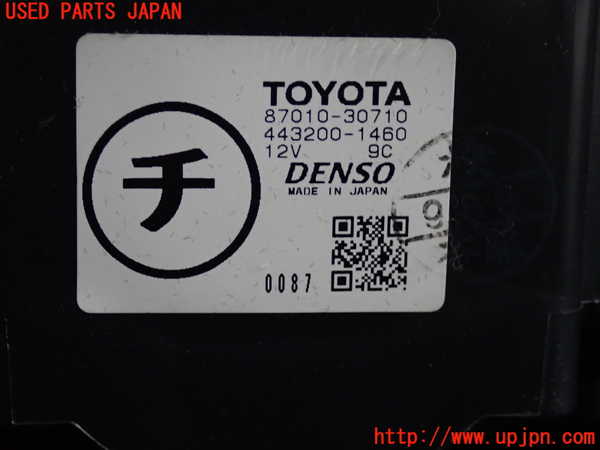 USED PARTS JAPAN
TOYOTA
87010-30710
443200-1460
12V 9C
DENSO
MADE IN JAPAN
チ
0087
http://www.upjpn.com/